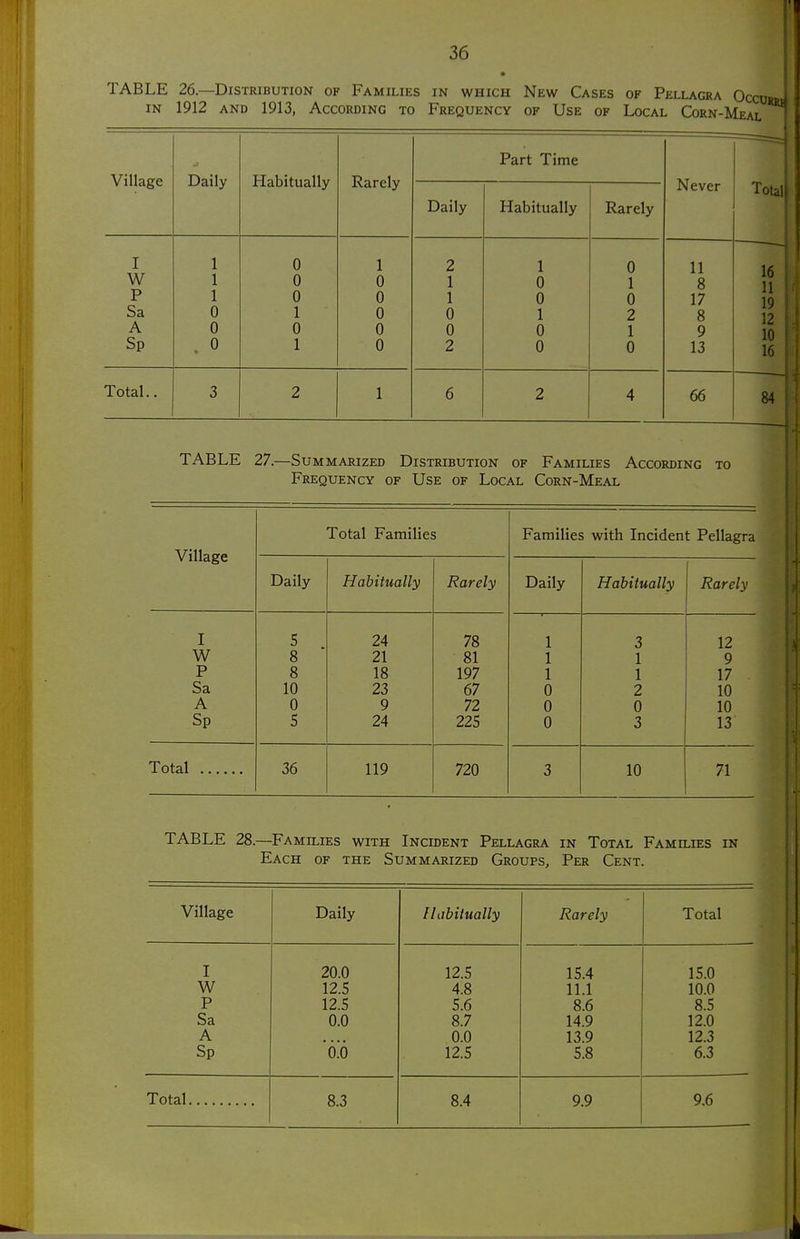 36
TABLE 26.—Distribution of Families in which New Cases of Pellagra
in 1912 and 1913, According to Frequency of Use of Local Corn-Meal
Village Daily Habitually Rarely Part Time Never Total
Daily Habitually Rarely
I 1 0 1 2 1 0 11 16
W 1 0 0 1 0 1 8 11
P 1 0 0 1 0 0 17 19
Sa 0 1 0 0 1 2 8 12
A 0 0 0 0 0 1 9 10
Sp 0 1 0 2 0 0 13 16
Total.. 3 2 1 6 2 4 66 84
TABLE 27.—Summarized Distribution of Families According to
Frequency of Use of Local Corn-Meal
Village Total Families Families with Incident Pellagra
Daily Habitually Rarely Daily Habitually Rarely
I 5 24 78 1 3 12
W 8 21 81 1 1 9
P 8 18 197 1 1 17
Sa 10 23 67 0 2 10
A 0 9 72 0 0 10
Sp 5 24 225 0 3 13
Total ...... 36 119 720 3 10 71
TABLE 28.—Families with Incident Pellagra in Total Families in
Each of the Summarized Groups, Per Cent.
Village Daily Habitually Rarely Total
I 20.0 12.5 15.4 15.0
W 12.5 4.8 11.1 10.0
P 12.5 5.6 8.6 8.5
Sa 0.0 8.7 14.9 12.0
A .... 0.0 13.9 12.3
Sp 0.0 12.5 5.8 6.3
Total.......... 8.3 8.4 9.9 9.6